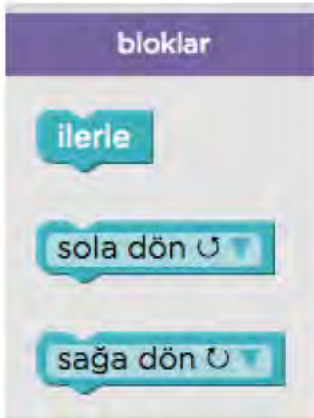 bloklar
ilerle
sola dön ↺ ▼
sağa dön ↻ ▼